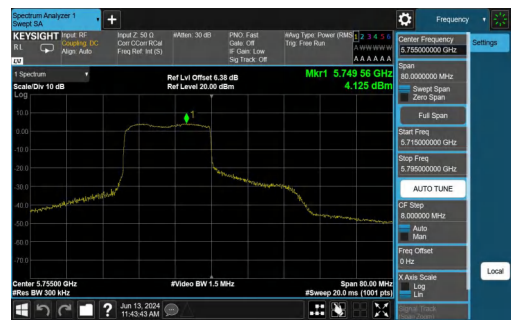 Spectrum Analyzer 1
Swept SA
Frequency
KEYSIGHT
RL
LV
Input: RF
Coupling: DC
Align: Auto
Input Z: 50 Ω
Corr CCorr RCal
Freq Ref: Int (S)
#Atten: 30 dB
PNO: Fast
Gate: Off
IF Gain: Low
Sig Track: Off
#Avg Type: Power (RMS)
Trig: Free Run
1 2 3 4 5 6
A W W W W W
A A A A A A
1 Spectrum
Scale/Div 10 dB
Log
Ref Lvl Offset 6.38 dB
Ref Level 20.00 dBm
Mkr1 5.749 56 GHz
4.125 dBm
1
10.0
0.00
-10.0
-20.0
-30.0
-40.0
-50.0
-60.0
-70.0
Center 5.75500 GHz
#Res BW 300 kHz
#Video BW 1.5 MHz
Span 80.00 MHz
#Sweep 20.0 ms (1001 pts)
Center Frequency
5.755000000 GHz
Settings
Span
80.0000000 MHz
Swept Span
Zero Span
Full Span
Start Freq
5.715000000 GHz
Stop Freq
5.795000000 GHz
AUTO TUNE
CF Step
8.000000 MHz
Auto
Man
Freq Offset
0 Hz
X Axis Scale
Log
Lin
Signal Track
Local
?
Jun 13, 2024
11:43:43 AM